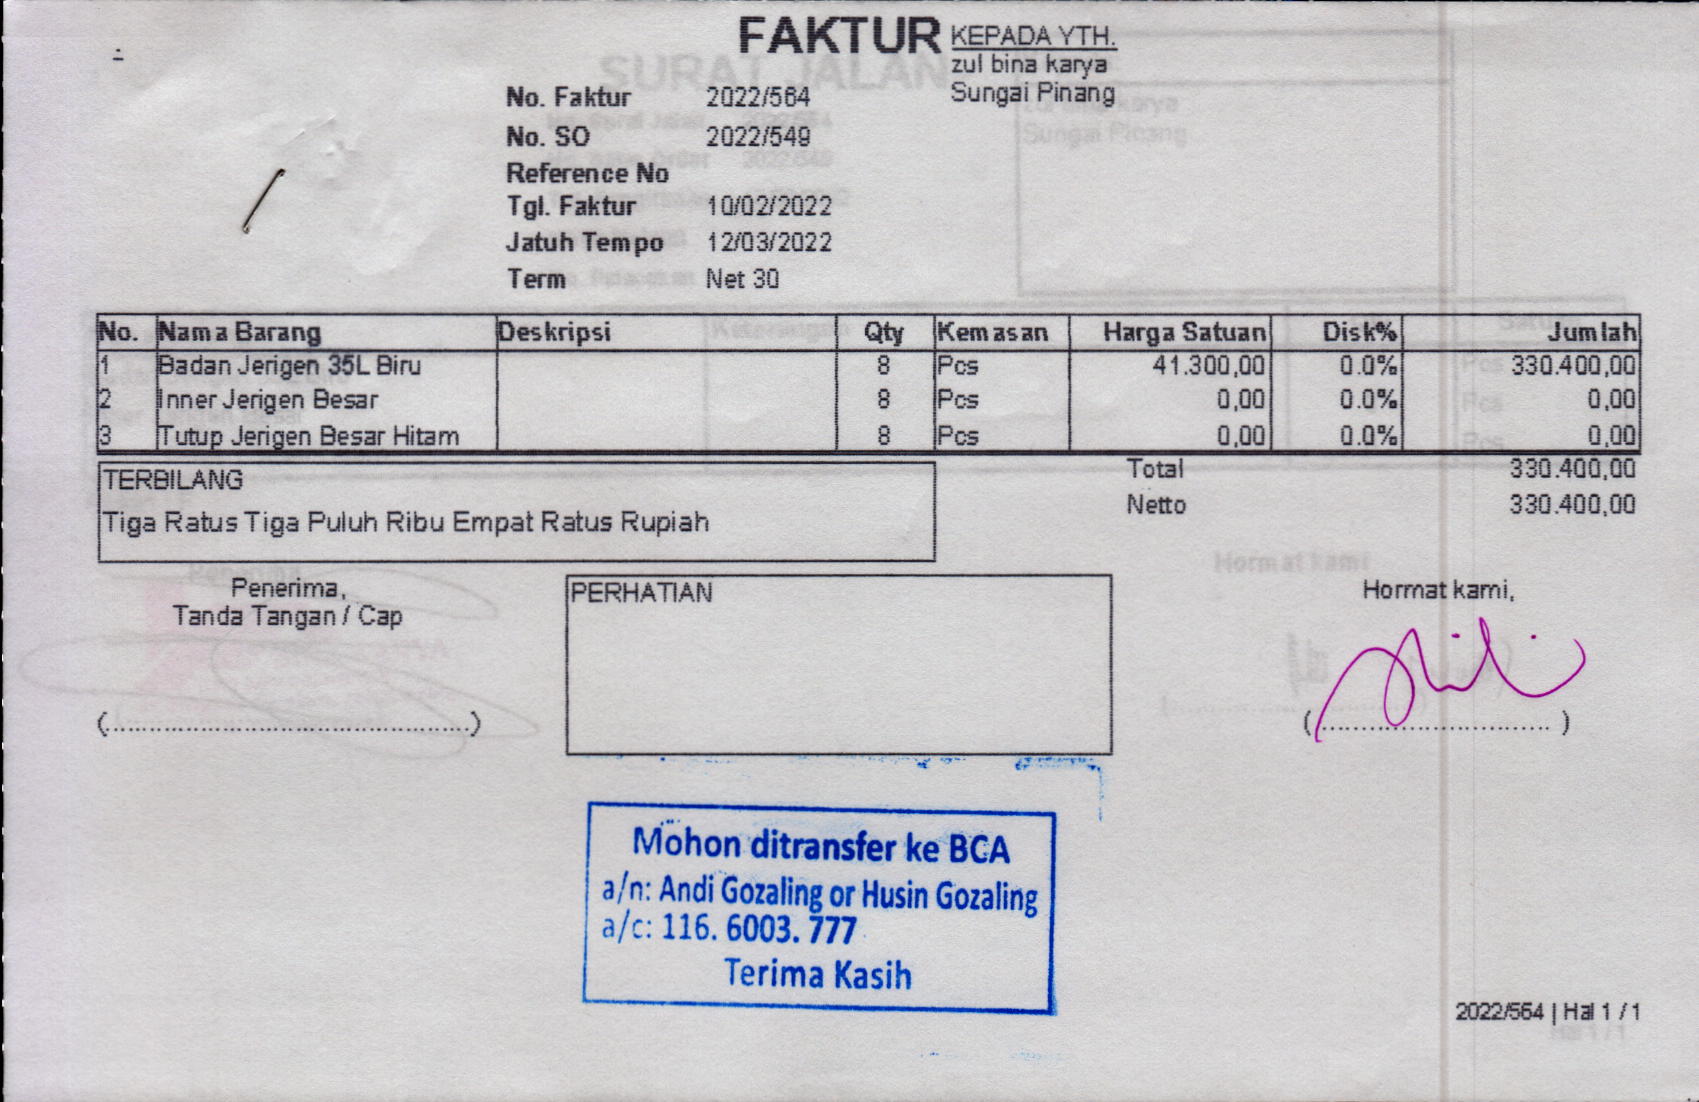 FAKTUR
KEPADA YTH.
zul bina karya
Sungai Pinang
No. Faktur 2022/564
No. SO 2022/549
Reference No
Tgl. Faktur 10/02/2022
Jatuh Tempo 12/03/2022
Term Net 30
No. Nama Barang Deskripsi Qty Kemasan Harga Satuan Disk% Jumlah
1 Badan Jerigen 35L Biru 8 Pcs 41.300,00 0.0% 330.400,00
2 Inner Jerigen Besar 8 Pcs 0,00 0.0% 0,00
3 Tutup Jerigen Besar Hitam 8 Pcs 0,00 0.0% 0,00
Total 330.400,00
Netto 330.400,00
TERBILANG
Tiga Ratus Tiga Puluh Ribu Empat Ratus Rupiah
Penerima,
Tanda Tangan / Cap
PERHATIAN
Hormat kami,
Mohon ditransfer ke BCA
a/n: Andi Gozaling or Husin Gozaling
a/c: 116. 6003. 777
Terima Kasih
2022/564 | Hal 1 / 1